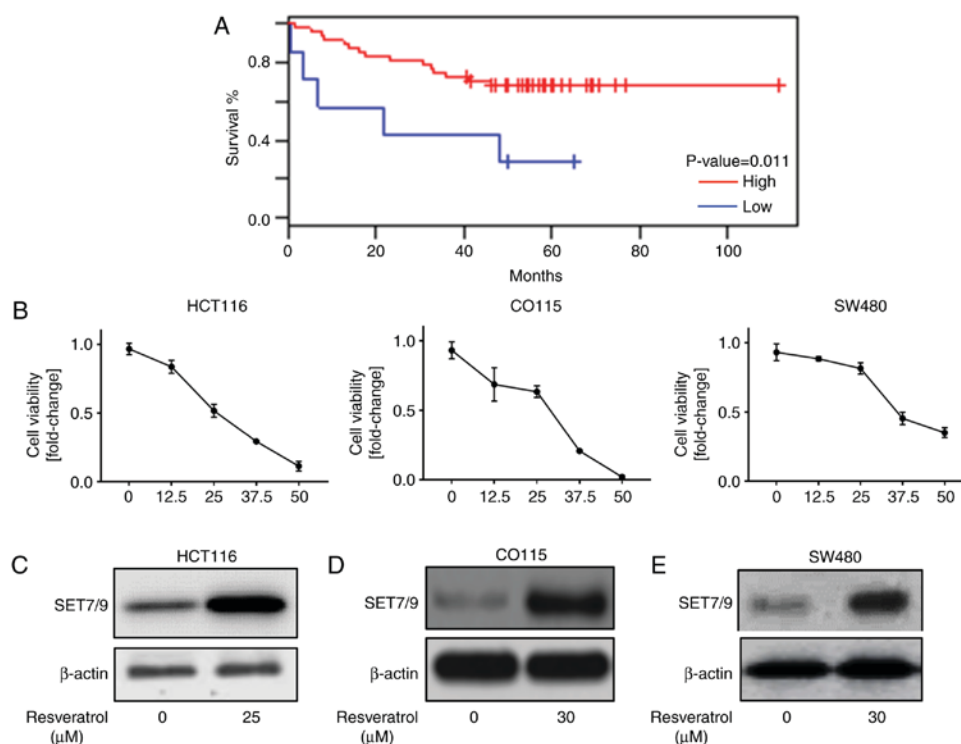 A
Survival %
0.8
0.4
0.0
0 20 40 60 80 100
Months
P-value=0.011
High
Low
B
HCT116
Cell viability
[fold-change]
1.0
0.5
0.0
0 12.5 25 37.5 50
CO115
Cell viability
[fold-change]
1.0
0.5
0.0
0 12.5 25 37.5 50
SW480
Cell viability
[fold-change]
1.0
0.5
0.0
0 12.5 25 37.5 50
C
HCT116
SET7/9
β-actin
Resveratrol 0 25
(μM)
D
CO115
SET7/9
β-actin
Resveratrol 0 30
(μM)
E
SW480
SET7/9
β-actin
Resveratrol 0 30
(μM)